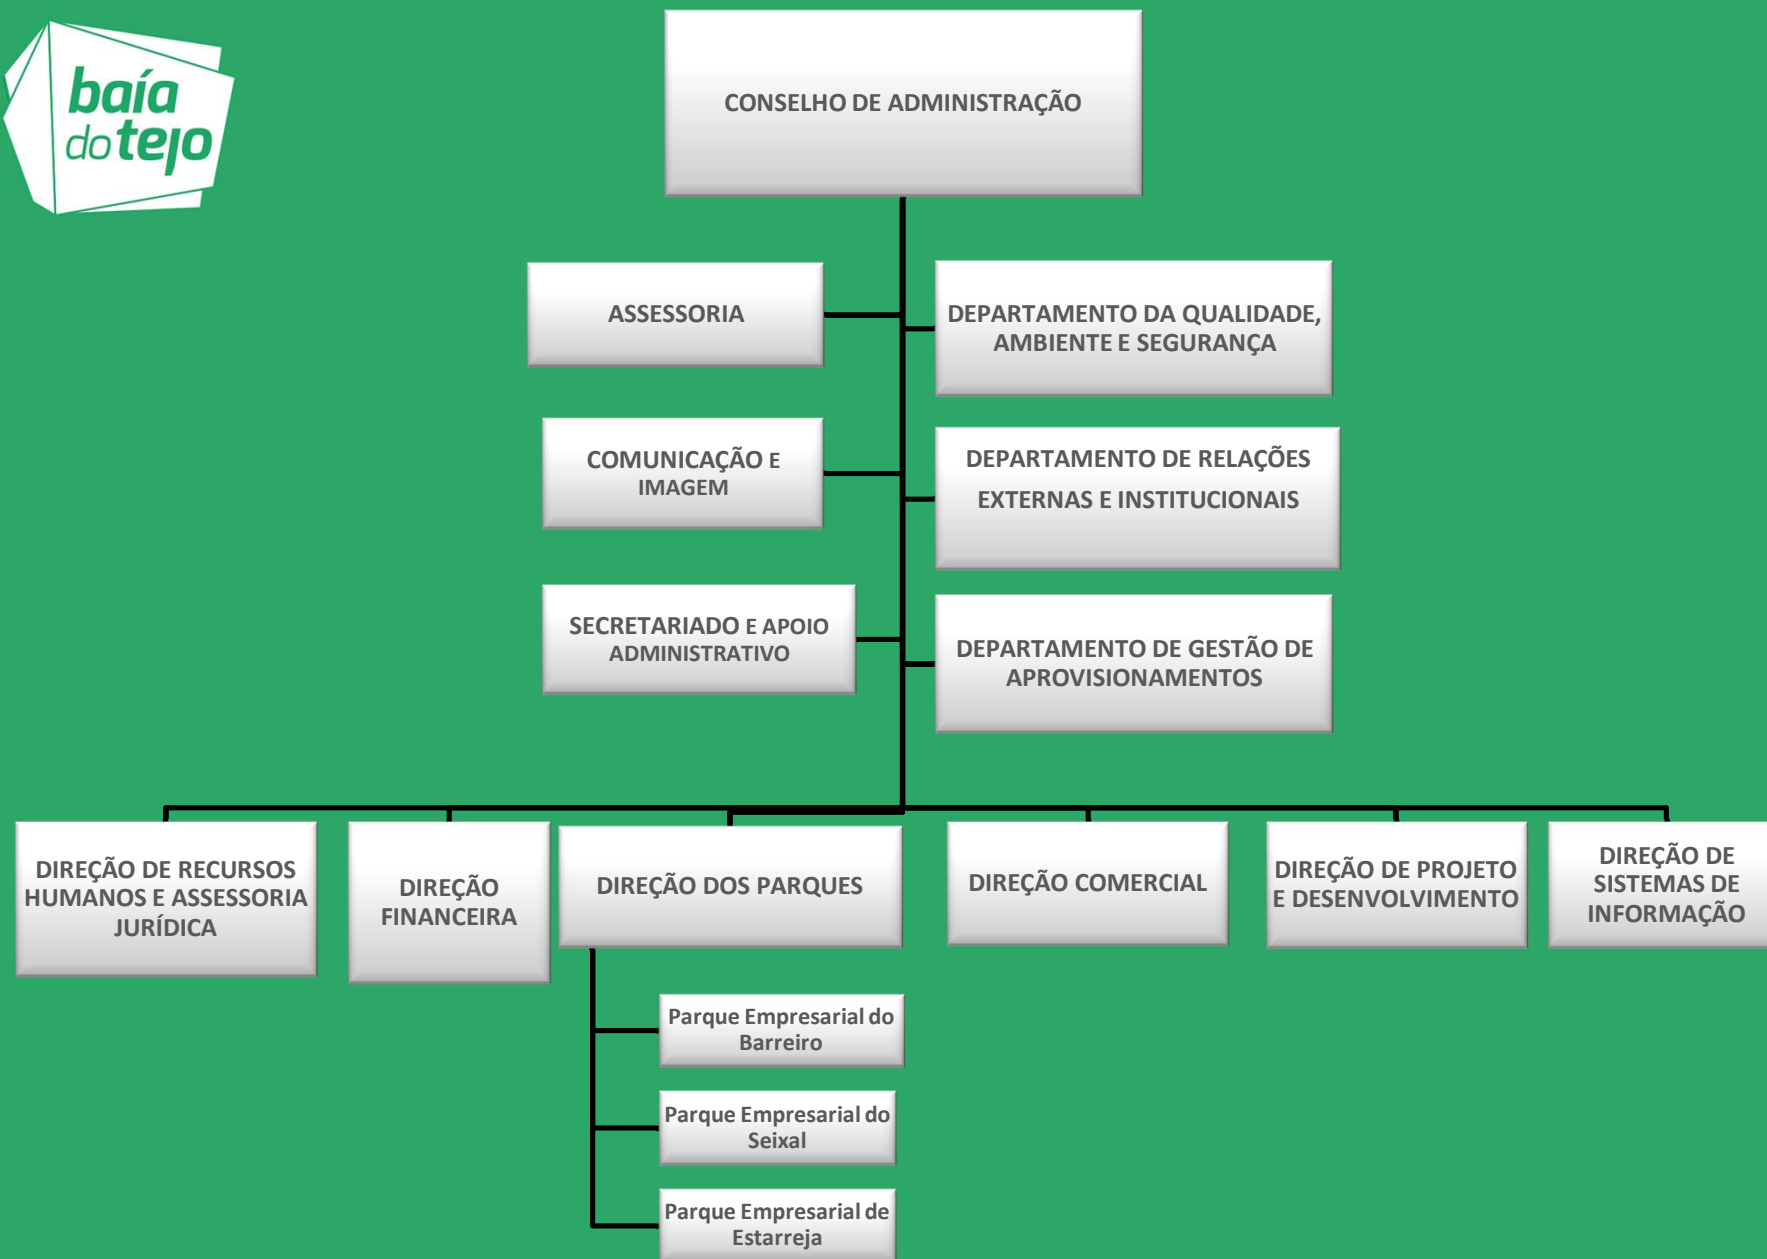 baía
do tejo
CONSELHO DE ADMINISTRAÇÃO
ASSESSORIA
DEPARTAMENTO DA QUALIDADE,
AMBIENTE E SEGURANÇA
COMUNICAÇÃO E
IMAGEM
DEPARTAMENTO DE RELAÇÕES
EXTERNAS E INSTITUCIONAIS
SECRETARIADO E APOIO
ADMINISTRATIVO
DEPARTAMENTO DE GESTÃO DE
APROVISIONAMENTOS
DIREÇÃO DE RECURSOS
HUMANOS E ASSESSORIA
JURÍDICA
DIREÇÃO
FINANCEIRA
DIREÇÃO DOS PARQUES
DIREÇÃO COMERCIAL
DIREÇÃO DE PROJETO
E DESENVOLVIMENTO
DIREÇÃO DE
SISTEMAS DE
INFORMAÇÃO
Parque Empresarial do
Barreiro
Parque Empresarial do
Seixal
Parque Empresarial de
Estarreja